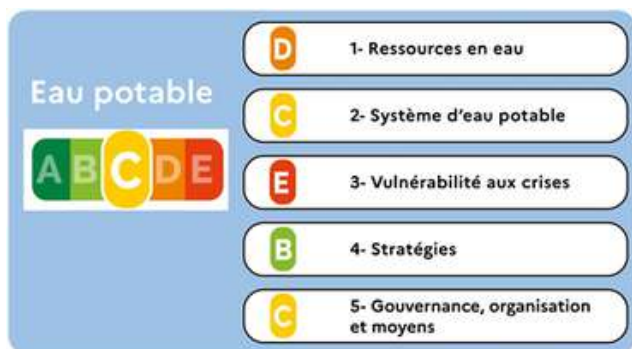 Eau potable
A B C D E
D 1- Ressources en eau
C 2- Système d'eau potable
E 3- Vulnérabilité aux crises
B 4- Stratégies
C 5- Gouvernance, organisation
et moyens